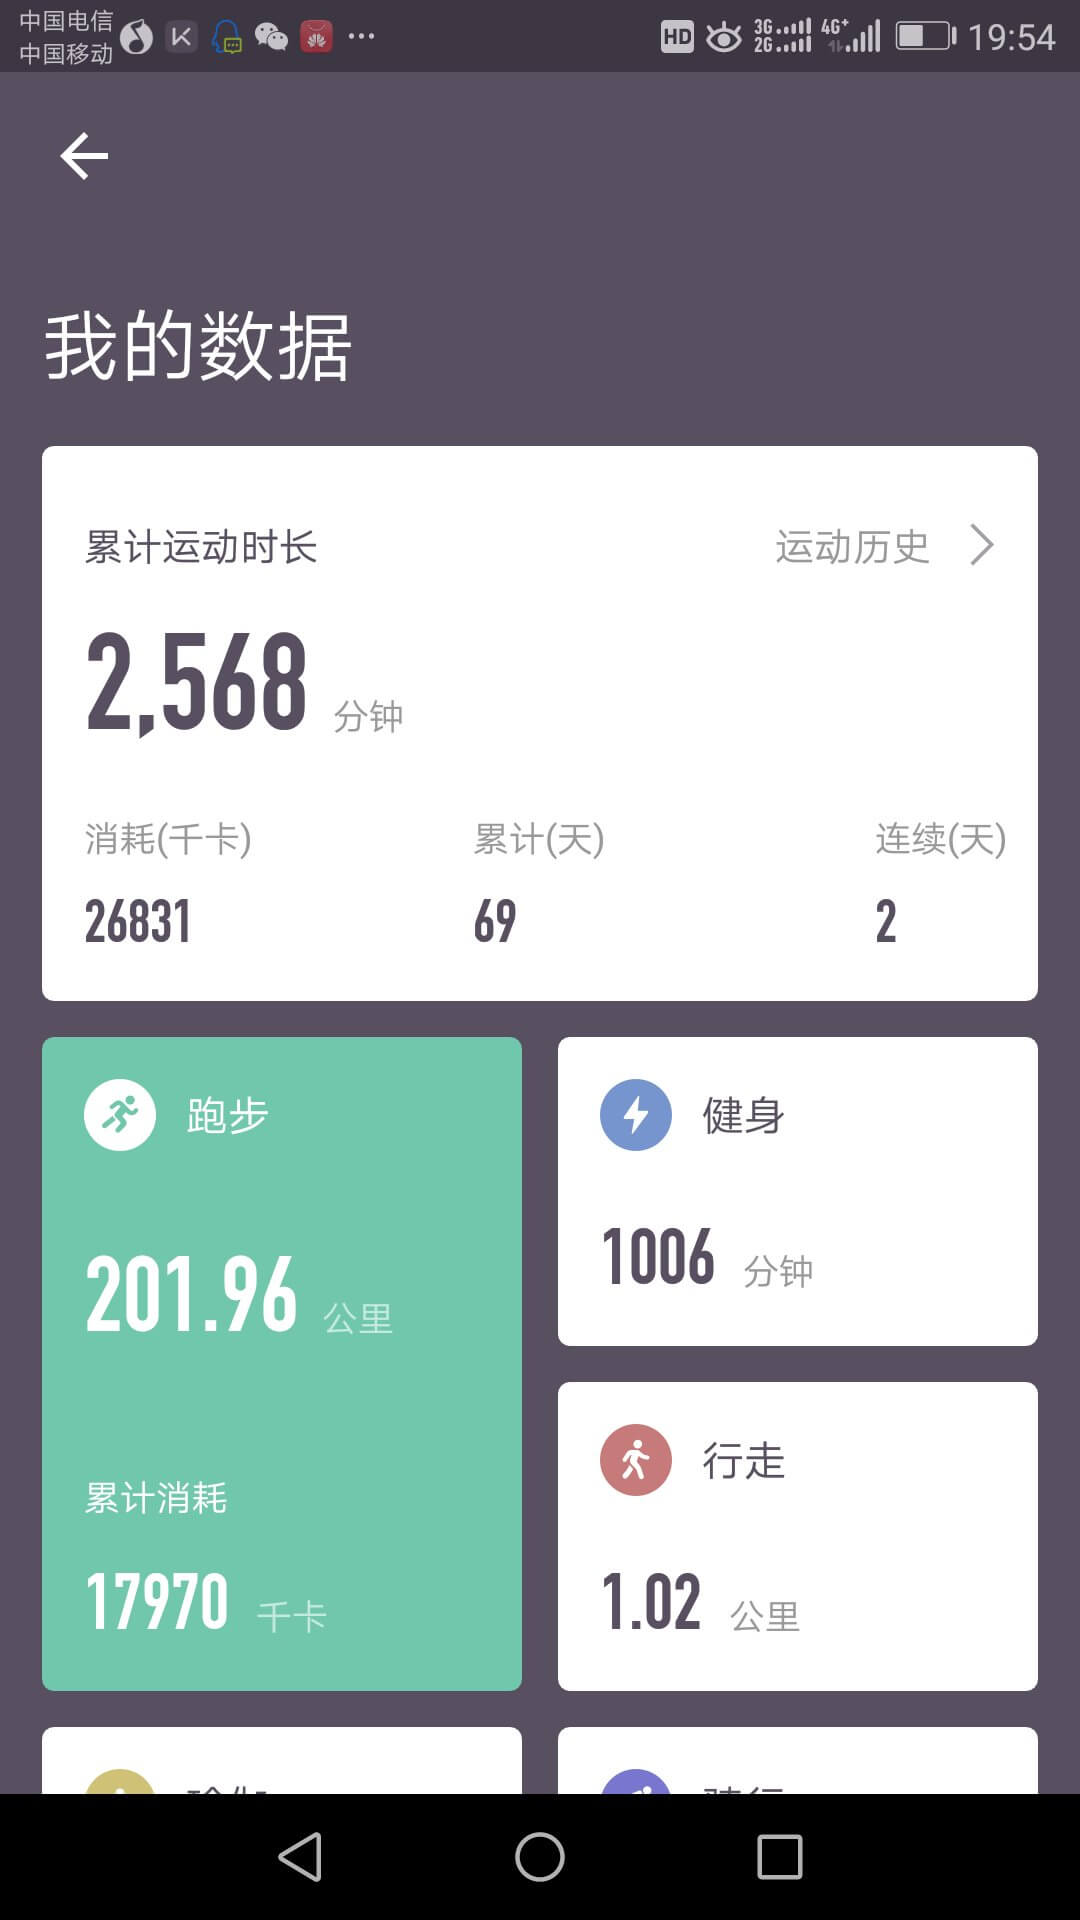 中国电信
中国移动
HD 3G 2G 4G+ 19:54
我的数据
累计运动时长 运动历史
2,568 分钟
消耗(千卡) 累计(天) 连续(天)
26831 69 2
跑步
201.96 公里
累计消耗
17970 千卡
健身
1006 分钟
行走
1.02 公里